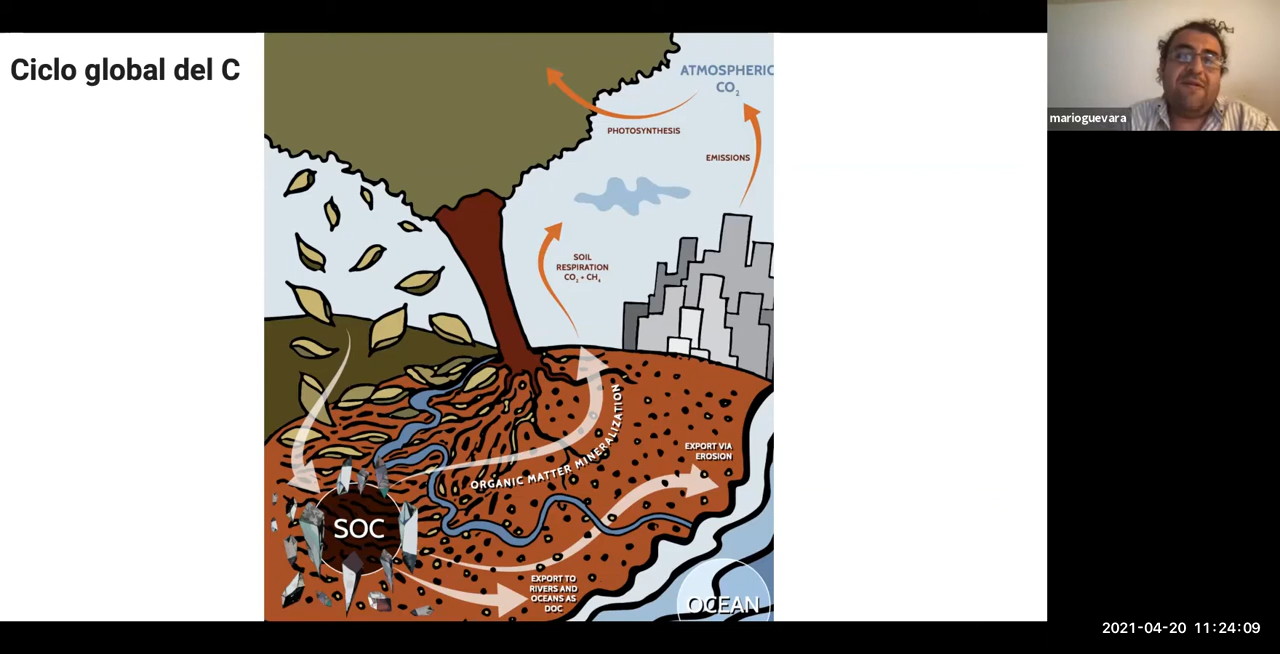 Ciclo global del C
ATMOSPHERIC
CO₂
PHOTOSYNTHESIS
EMISSIONS
SOIL
RESPIRATION
CO₂ + CH₄
ORGANIC MATTER MINERALIZATION
EXPORT VIA
EROSION
SOC
EXPORT TO
RIVERS AND
OCEANS AS
DOC
OCEAN
marioguevara
2021-04-20 11:24:09